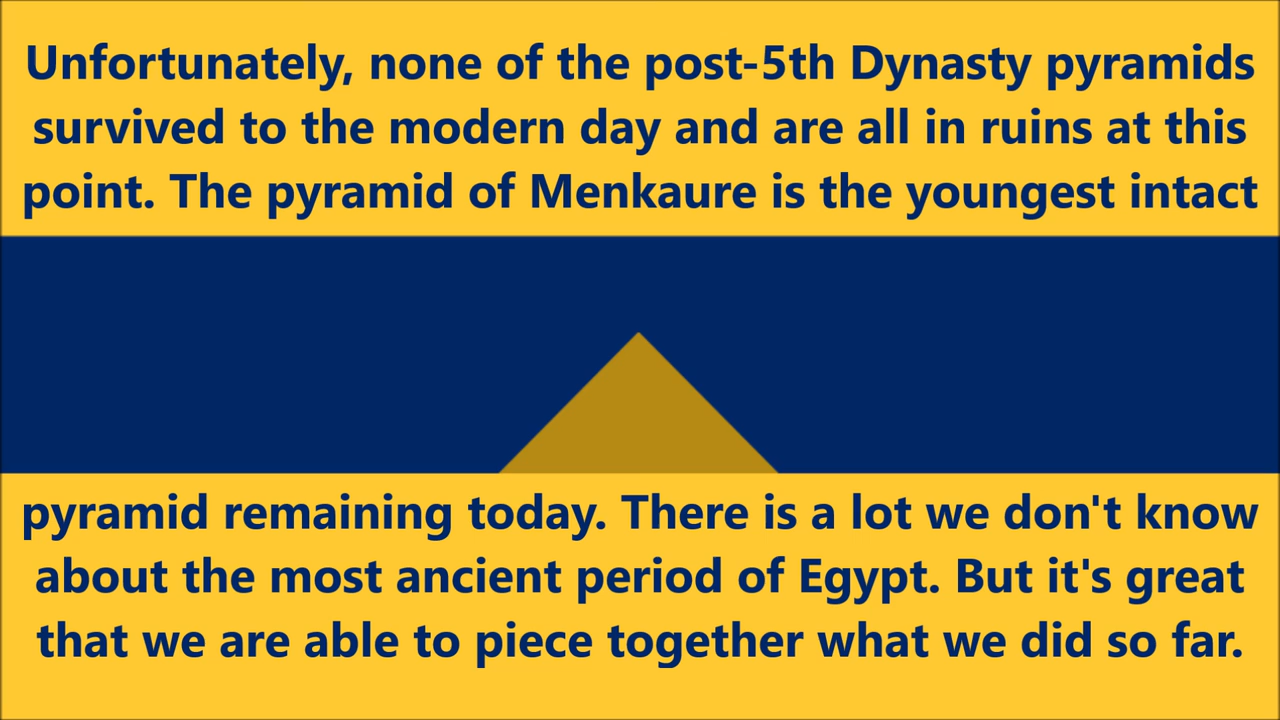 Unfortunately, none of the post-5th Dynasty pyramids
survived to the modern day and are all in ruins at this
point. The pyramid of Menkaure is the youngest intact
pyramid remaining today. There is a lot we don't know
about the most ancient period of Egypt. But it's great
that we are able to piece together what we did so far.